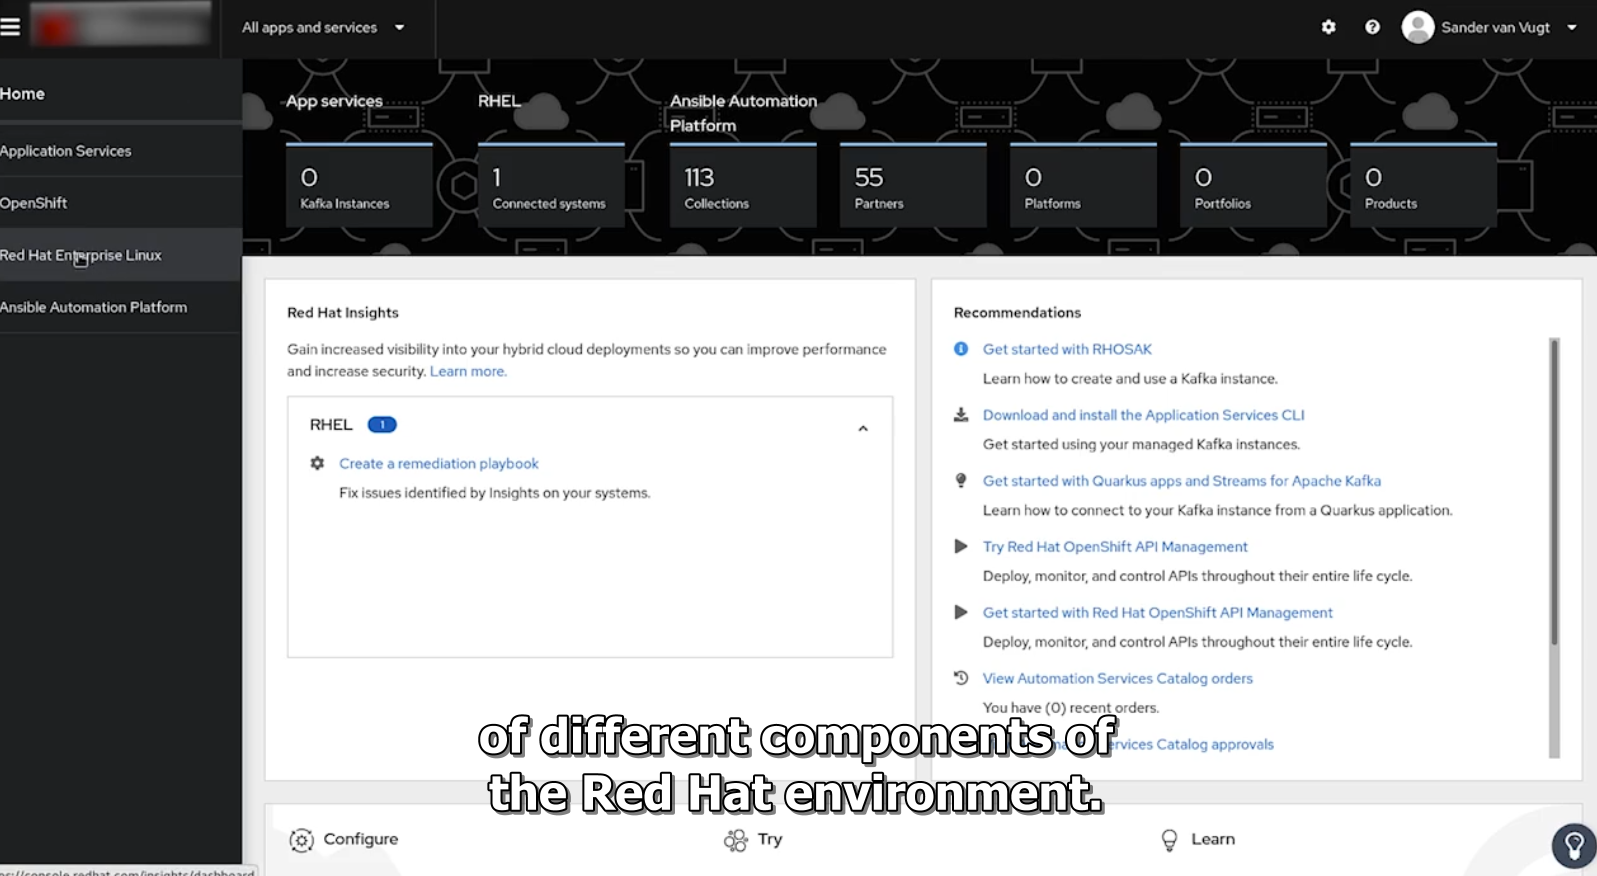 All apps and services
Sander van Vugt
Home
Application Services
OpenShift
Red Hat Enterprise Linux
Ansible Automation Platform
App services
RHEL
Ansible Automation
Platform
0
Kafka Instances
1
Connected systems
113
Collections
55
Partners
0
Platforms
0
Portfolios
0
Products
Red Hat Insights
Gain increased visibility into your hybrid cloud deployments so you can improve performance
and increase security. Learn more.
RHEL 1
Create a remediation playbook
Fix issues identified by Insights on your systems.
Recommendations
Get started with RHOSAK
Learn how to create and use a Kafka instance.
Download and install the Application Services CLI
Get started using your managed Kafka instances.
Get started with Quarkus apps and Streams for Apache Kafka
Learn how to connect to your Kafka instance from a Quarkus application.
Try Red Hat OpenShift API Management
Deploy, monitor, and control APIs throughout their entire life cycle.
Get started with Red Hat OpenShift API Management
Deploy, monitor, and control APIs throughout their entire life cycle.
View Automation Services Catalog orders
You have (0) recent orders.
Services Catalog approvals
of different components of
the Red Hat environment.
Configure
Try
Learn
console.redhat.com/insights/dashboard